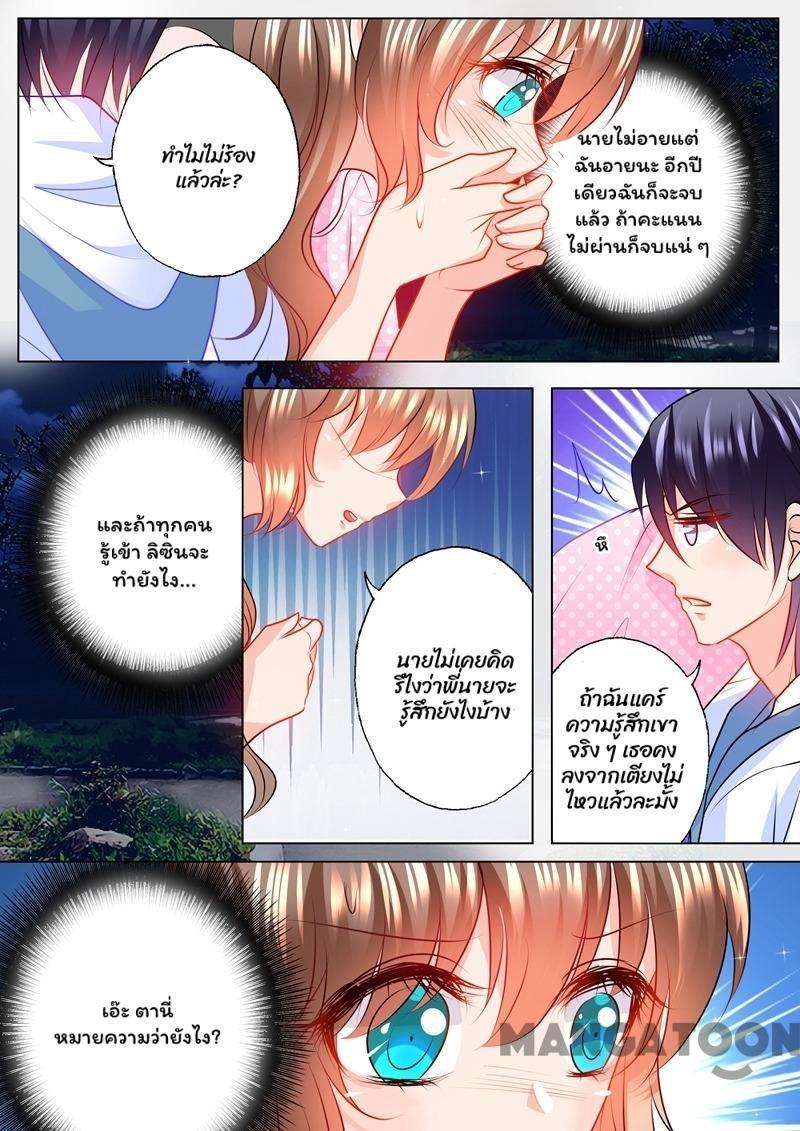 ทำไมไม่ร้อง
แล้วล่ะ?
นายไม่อายแต่
ฉันอายนะ อีกปี
เดียวฉันก็จะจบ
แล้ว ถ้าคะแนน
ไม่ผ่านก็จบแน่ ๆ
และถ้าทุกคน
รู้เข้า ลิซินจะ
ทำยังไง...
นายไม่เคยคิด
รึไงว่าพี่นายจะ
รู้สึกยังไงบ้าง
หึ
ถ้าฉันแคร์
ความรู้สึกเขา
จริง ๆ เธอคง
ลงจากเตียงไม่
ไหวแล้วละมั้ง
เอ๊ะ ตานี่
หมายความว่ายังไง?
MANGATOON